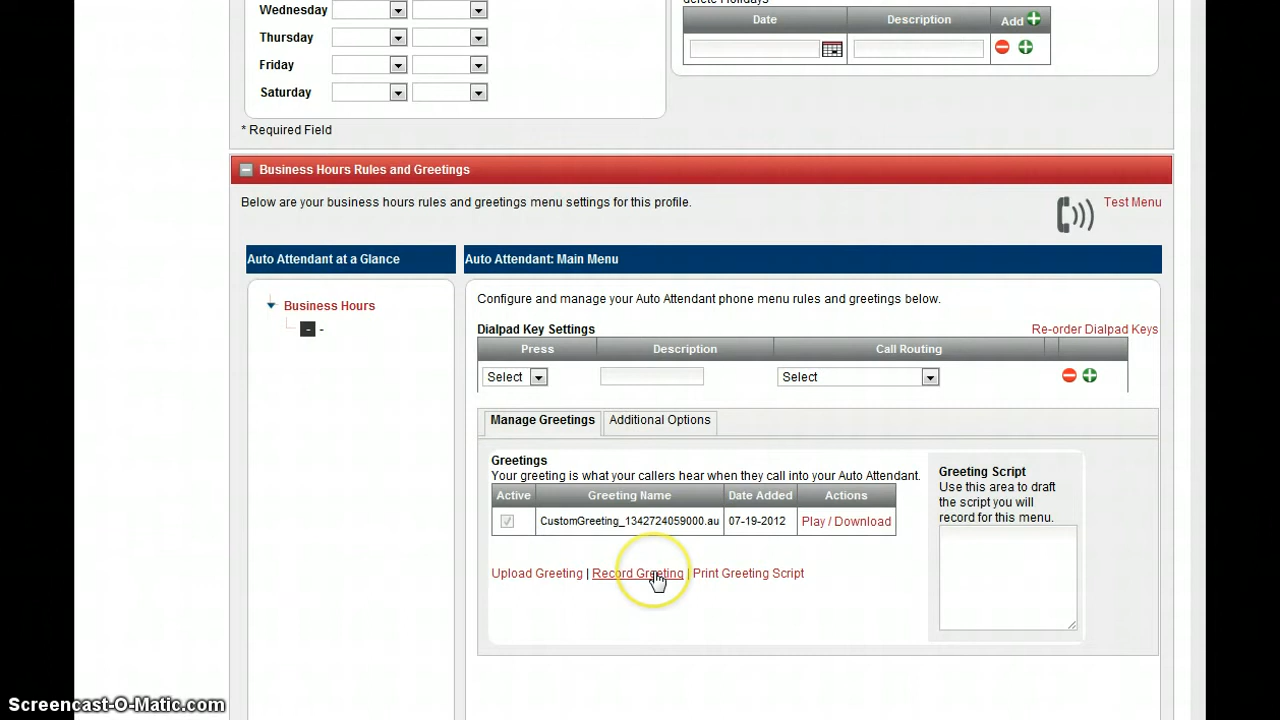 Wednesday
delete Holidays
Date Description Add
Thursday
Friday
Saturday
* Required Field
Business Hours Rules and Greetings
Below are your business hours rules and greetings menu settings for this profile.
Test Menu
Auto Attendant at a Glance
Auto Attendant: Main Menu
Business Hours
- -
Configure and manage your Auto Attendant phone menu rules and greetings below.
Dialpad Key Settings
Re-order Dialpad Keys
Press Description Call Routing
Select Select
Manage Greetings Additional Options
Greetings
Your greeting is what your callers hear when they call into your Auto Attendant.
Active Greeting Name Date Added Actions
CustomGreeting_1342724059000.au 07-19-2012 Play / Download
Upload Greeting | Record Greeting | Print Greeting Script
Greeting Script
Use this area to draft
the script you will
record for this menu.
Screencast-O-Matic.com